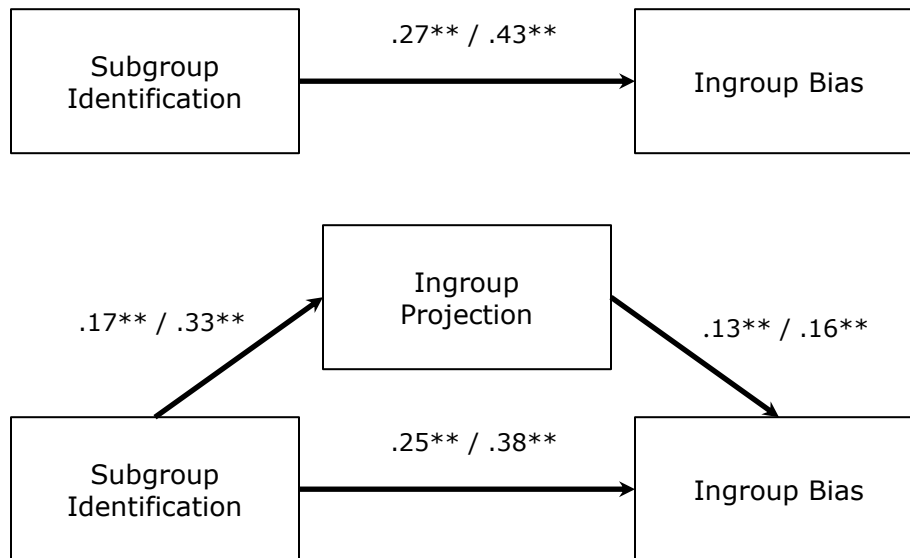 .27** / .43**
Subgroup
Identification
Ingroup Bias
Ingroup
Projection
.17** / .33**
.13** / .16**
.25** / .38**
Subgroup
Identification
Ingroup Bias